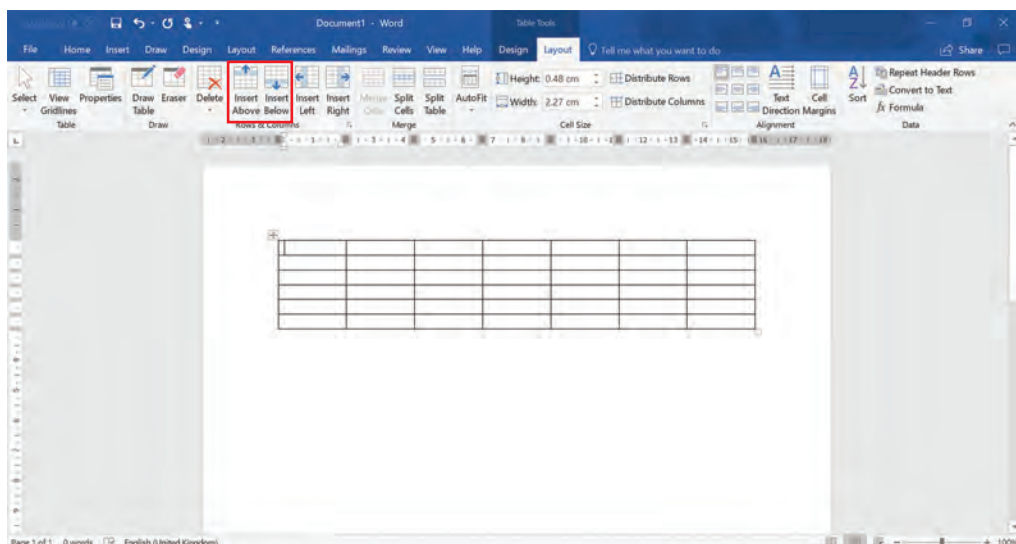 Document1 - Word
Table Tools
File Home Insert Draw Design Layout References Mailings Review View Help Design Layout Tell me what you want to do Share
Select View Gridlines Properties Draw Table Eraser Delete Insert Above Insert Below Insert Left Insert Right Merge Cells Split Cells Split Table AutoFit Height: 0.48 cm Distribute Rows Text Direction Cell Margins Sort Repeat Header Rows
Width: 2.27 cm Distribute Columns Convert to Text
fx Formula
Table Draw Rows & Columns Merge Cell Size Alignment Data
Page 1 of 1 0 words English (United Kingdom) 100%